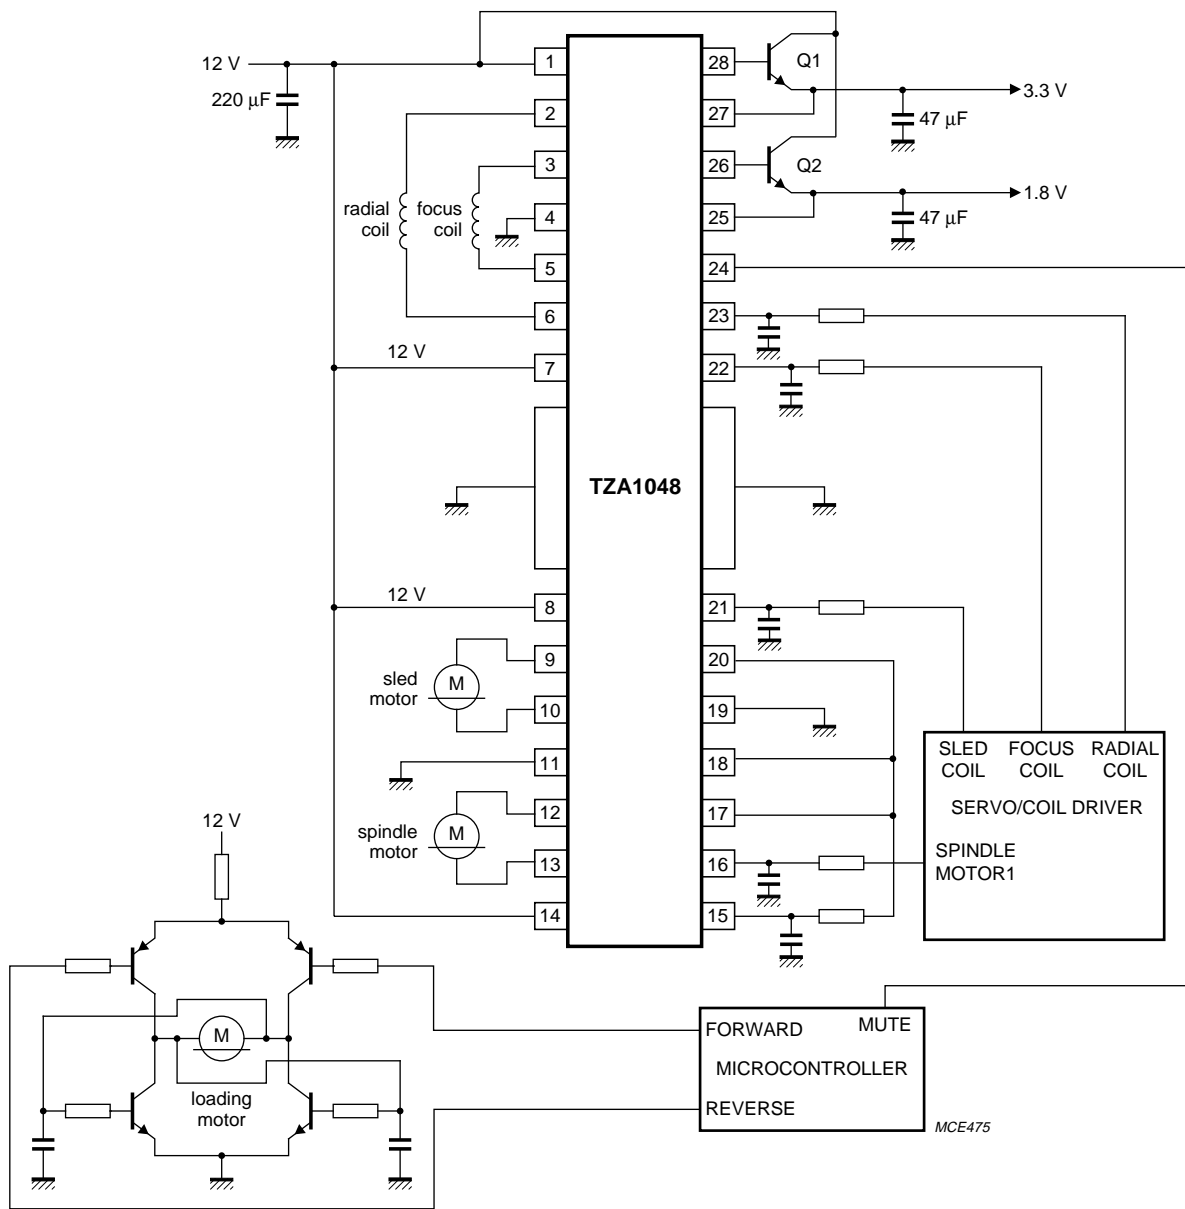 12 V
220 μF
1
2
3
4
5
6
7
8
9
10
11
12
13
14
28
27
26
25
24
23
22
21
20
19
18
17
16
15
Q1
3.3 V
47 μF
Q2
1.8 V
47 μF
radial
coil
focus
coil
12 V
TZA1048
12 V
M
sled
motor
M
spindle
motor
SLED
COIL
FOCUS
COIL
RADIAL
COIL
SERVO/COIL DRIVER
SPINDLE
MOTOR1
12 V
M
loading
motor
FORWARD
MUTE
MICROCONTROLLER
REVERSE
MCE475